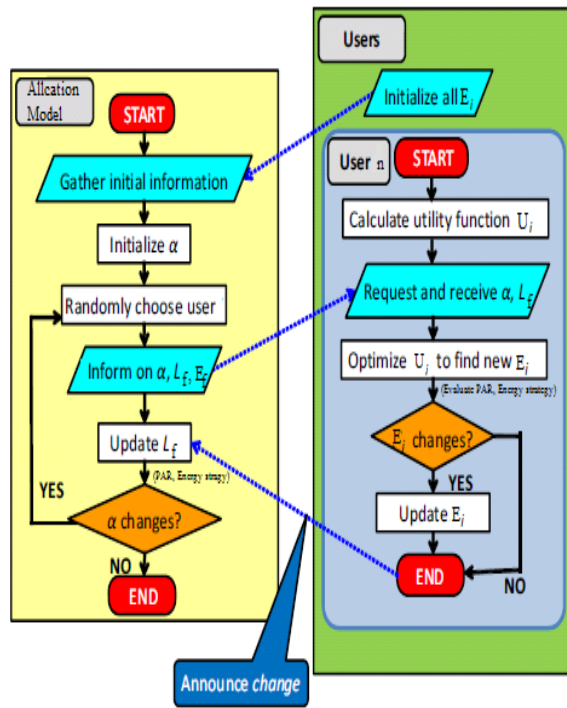 Allcation
Model
START
Gather initial information
Initialize α
Randomly choose user
Inform on α, L_f, E_f
Update L_f
(PAR, Energy stragy)
YES
α changes?
NO
END
Users
Initialize all E_i
User n
START
Calculate utility function U_i
Request and receive α, L_f
Optimize U_i to find new E_i
(Evaluate PAR, Energy strategy)
E_i changes?
YES
Update E_i
END
NO
Announce change